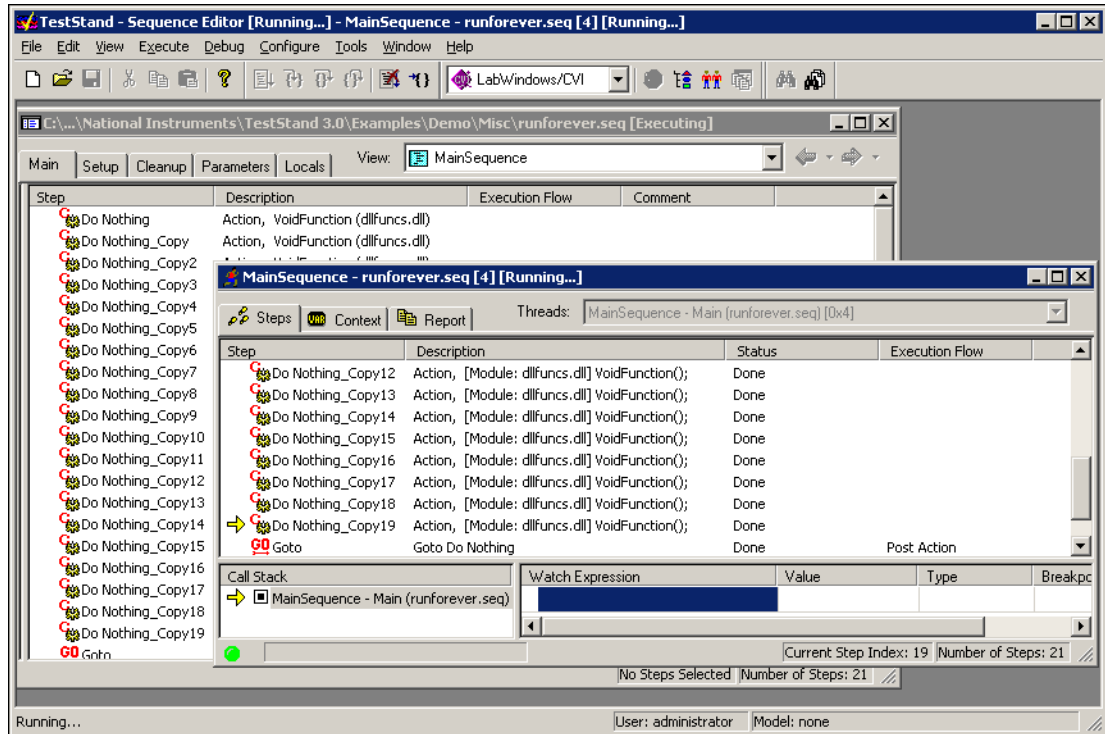 TestStand - Sequence Editor [Running...] - MainSequence - runforever.seq [4] [Running...]
File Edit View Execute Debug Configure Tools Window Help
LabWindows/CVI
C:\...\National Instruments\TestStand 3.0\Examples\Demo\Misc\runforever.seq [Executing]
Main Setup Cleanup Parameters Locals View: MainSequence
Step Description Execution Flow Comment
Do Nothing Action, VoidFunction (dllfuncs.dll)
Do Nothing_Copy Action, VoidFunction (dllfuncs.dll)
Do Nothing_Copy2
Do Nothing_Copy3
Do Nothing_Copy4
Do Nothing_Copy5
Do Nothing_Copy6
Do Nothing_Copy7
Do Nothing_Copy8
Do Nothing_Copy9
Do Nothing_Copy10
Do Nothing_Copy11
Do Nothing_Copy12
Do Nothing_Copy13
Do Nothing_Copy14
Do Nothing_Copy15
Do Nothing_Copy16
Do Nothing_Copy17
Do Nothing_Copy18
Do Nothing_Copy19
GO Goto
MainSequence - runforever.seq [4] [Running...]
Steps Context Report Threads: MainSequence - Main (runforever.seq) [0x4]
Step Description Status Execution Flow
Do Nothing_Copy12 Action, [Module: dllfuncs.dll] VoidFunction(); Done
Do Nothing_Copy13 Action, [Module: dllfuncs.dll] VoidFunction(); Done
Do Nothing_Copy14 Action, [Module: dllfuncs.dll] VoidFunction(); Done
Do Nothing_Copy15 Action, [Module: dllfuncs.dll] VoidFunction(); Done
Do Nothing_Copy16 Action, [Module: dllfuncs.dll] VoidFunction(); Done
Do Nothing_Copy17 Action, [Module: dllfuncs.dll] VoidFunction(); Done
Do Nothing_Copy18 Action, [Module: dllfuncs.dll] VoidFunction(); Done
Do Nothing_Copy19 Action, [Module: dllfuncs.dll] VoidFunction(); Done
GO Goto Goto Do Nothing Done Post Action
Call Stack Watch Expression Value Type Breakpc
MainSequence - Main (runforever.seq)
Current Step Index: 19 Number of Steps: 21
No Steps Selected Number of Steps: 21
Running... User: administrator Model: none